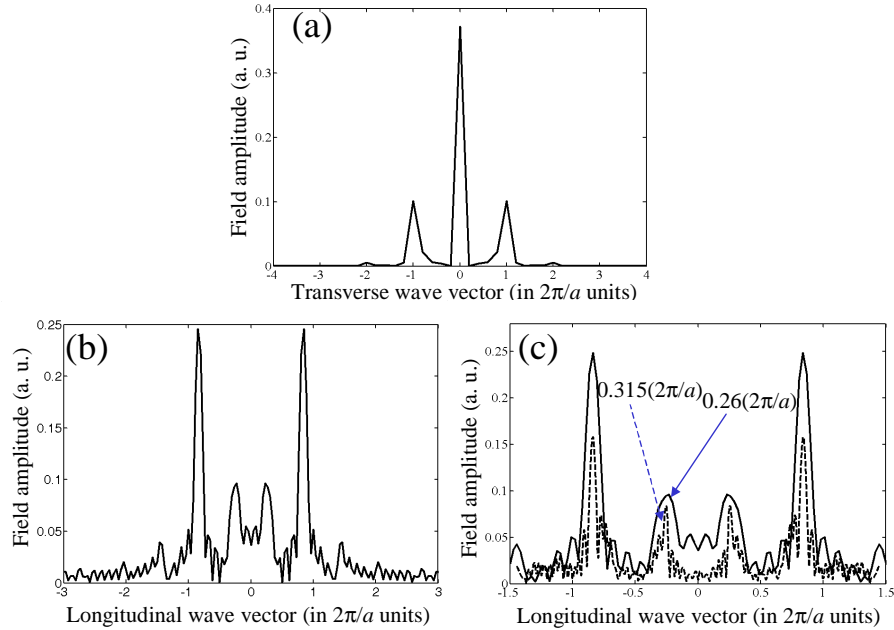 (a)
Field amplitude (a. u.)
0.4
0.3
0.2
0.1
0
-4 -3 -2 -1 0 1 2 3 4
Transverse wave vector (in 2π/a units)
(b)
Field amplitude (a. u.)
0.25
0.2
0.15
0.1
0.05
0
-3 -2 -1 0 1 2 3
Longitudinal wave vector (in 2π/a units)
(c)
Field amplitude (a. u.)
0.25
0.2
0.15
0.1
0.05
0
0.315(2π/a)
0.26(2π/a)
-1.5 -1 -0.5 0 0.5 1 1.5
Longitudinal wave vector (in 2π/a units)